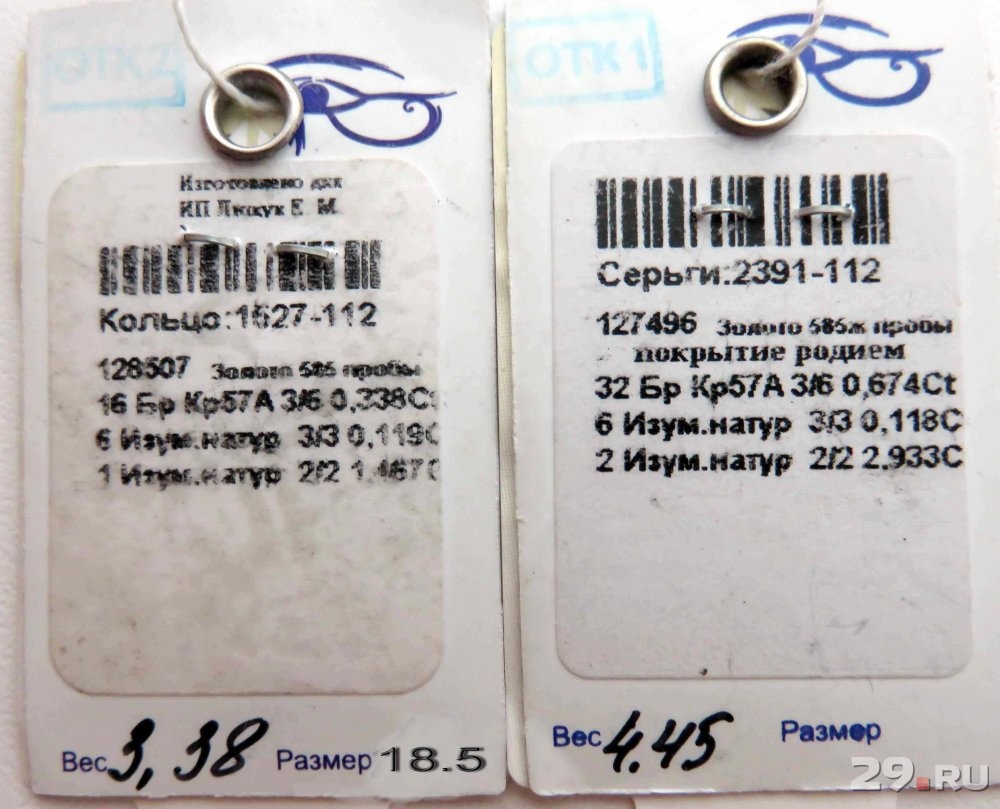 ОТК2
Изготовлено для
ИП Лящук Е. М.
Кольцо:1527-112
128507 Золото 585 пробы
16 Бр Кр57А 3/6 0,338Ct
6 Изум.натур 3/3 0,119C
1 Изум.натур 2/2 1,467C
Вес 3,38 Размер 18.5
ОТК1
Серьги:2391-112
127496 Золото 585ж пробы
покрытие родием
32 Бр Кр57А 3/6 0,674Ct
6 Изум.натур 3/3 0,118C
2 Изум.натур 2/2 2,933C
Вес 4.45 Размер
29.RU